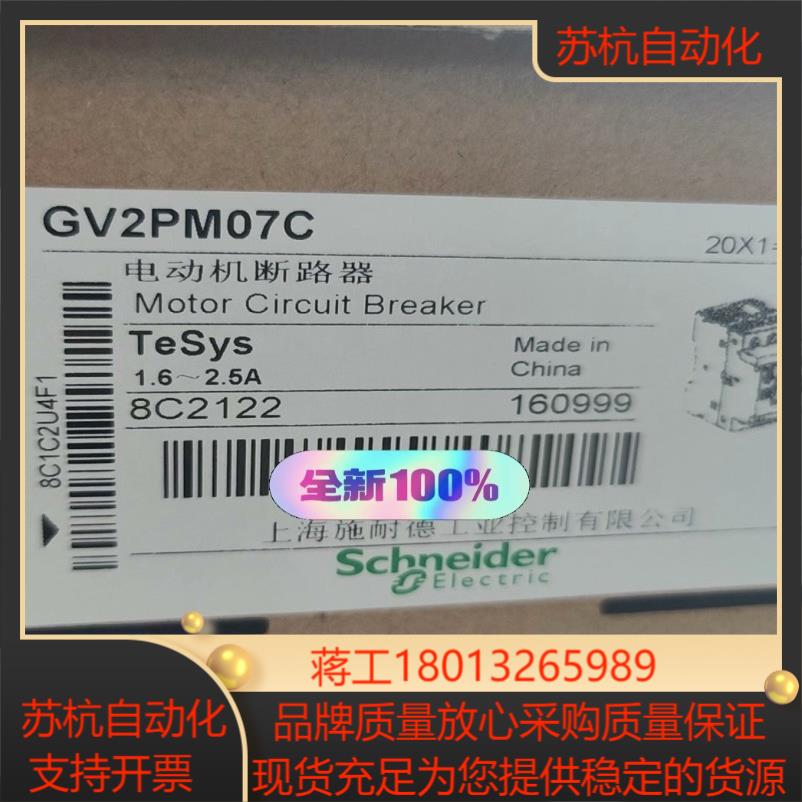 苏杭自动化
GV2PM07C
20X1
电动机断路器
Motor Circuit Breaker
TeSys
Made in
1.6～2.5A
China
8C2122
160999
8C1C2U4F1
全新100%
上海施耐德工业控制有限公司
Schneider
Electric
蒋工18013265989
苏杭自动化
支持开票
品牌质量放心采购质量保证
现货充足为您提供稳定的货源